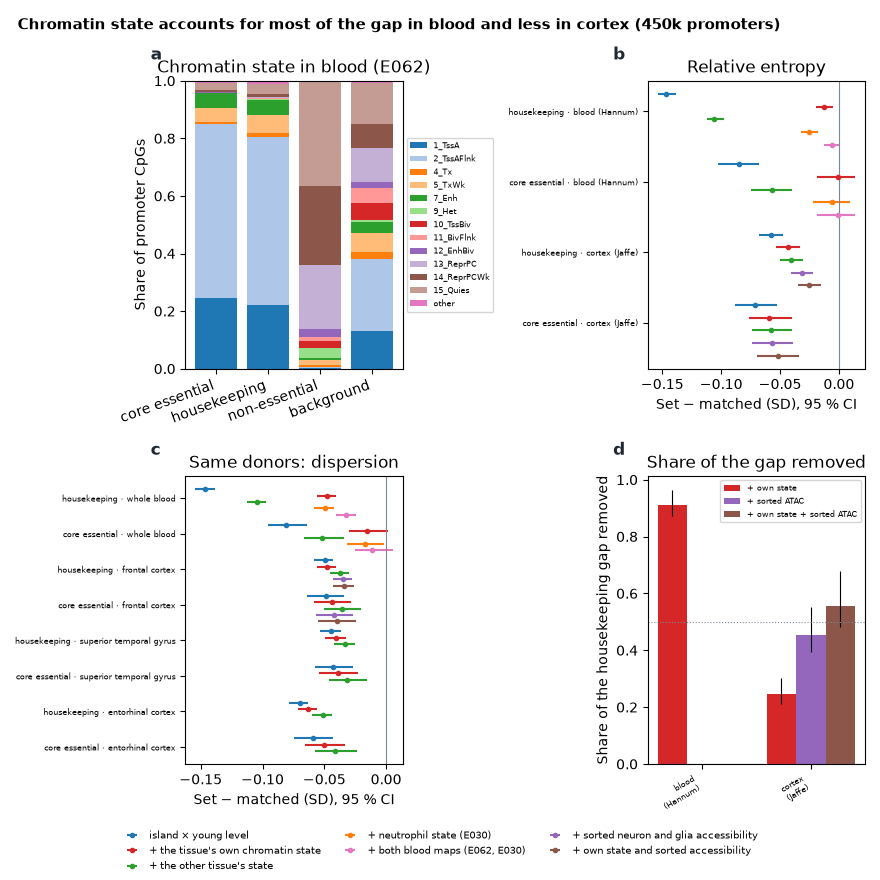 Chromatin state accounts for most of the gap in blood and less in cortex (450k promoters)
a
Chromatin state in blood (E062)
Share of promoter CpGs
1.0
0.8
0.6
0.4
0.2
0.0
core essential
housekeeping
non-essential
background
1_TssA
2_TssAFlnk
4_Tx
5_TxWk
7_Enh
9_Het
10_TssBiv
11_BivFlnk
12_EnhBiv
13_ReprPC
14_ReprPCWk
15_Quies
other
b
Relative entropy
housekeeping · blood (Hannum)
core essential · blood (Hannum)
housekeeping · cortex (Jaffe)
core essential · cortex (Jaffe)
−0.15
−0.10
−0.05
0.00
Set − matched (SD), 95 % CI
c
Same donors: dispersion
housekeeping · whole blood
core essential · whole blood
housekeeping · frontal cortex
core essential · frontal cortex
housekeeping · superior temporal gyrus
core essential · superior temporal gyrus
housekeeping · entorhinal cortex
core essential · entorhinal cortex
−0.15
−0.10
−0.05
0.00
Set − matched (SD), 95 % CI
d
Share of the gap removed
Share of the housekeeping gap removed
1.0
0.8
0.6
0.4
0.2
0.0
+ own state
+ sorted ATAC
+ own state + sorted ATAC
blood
(Hannum)
cortex
(Jaffe)
island × young level
+ the tissue's own chromatin state
+ the other tissue's state
+ neutrophil state (E030)
+ both blood maps (E062, E030)
+ sorted neuron and glia accessibility
+ own state and sorted accessibility